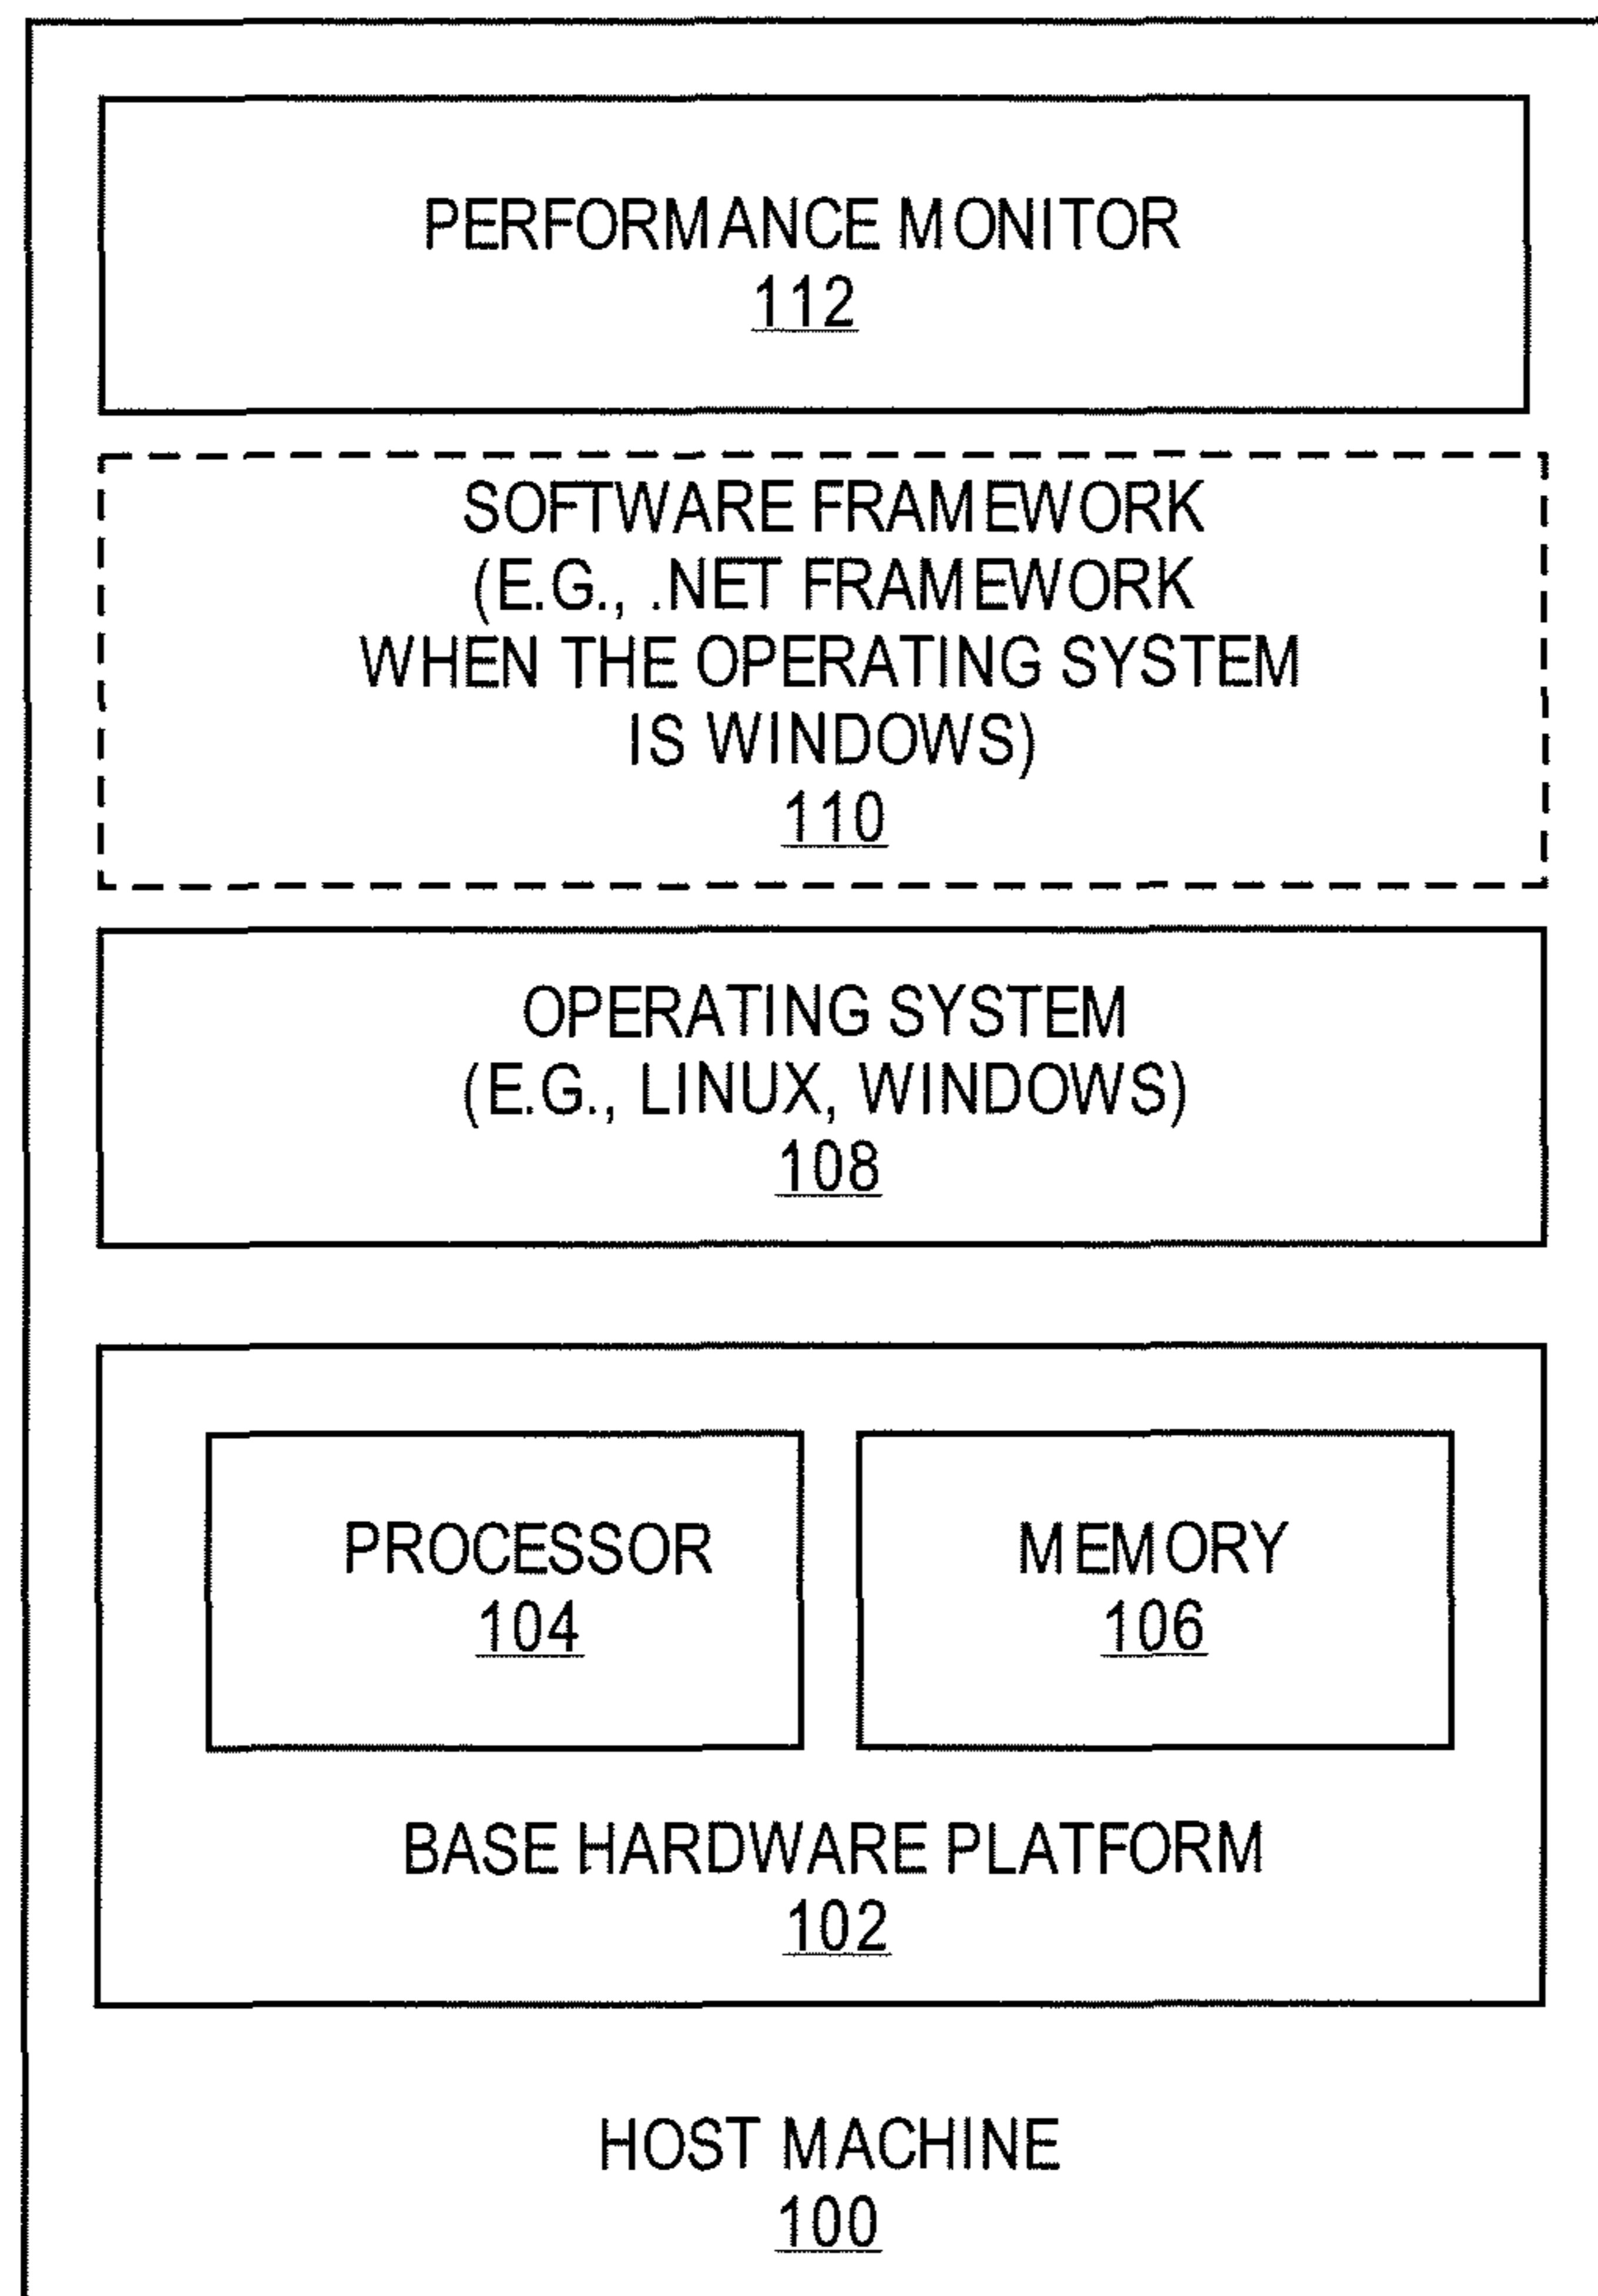 PERFORMANCE MONITOR
112
SOFTWARE FRAMEWORK
(E.G., .NET FRAMEWORK
WHEN THE OPERATING SYSTEM
IS WINDOWS)
110
OPERATING SYSTEM
(E.G., LINUX, WINDOWS)
108
PROCESSOR
104
MEMORY
106
BASE HARDWARE PLATFORM
102
HOST MACHINE
100